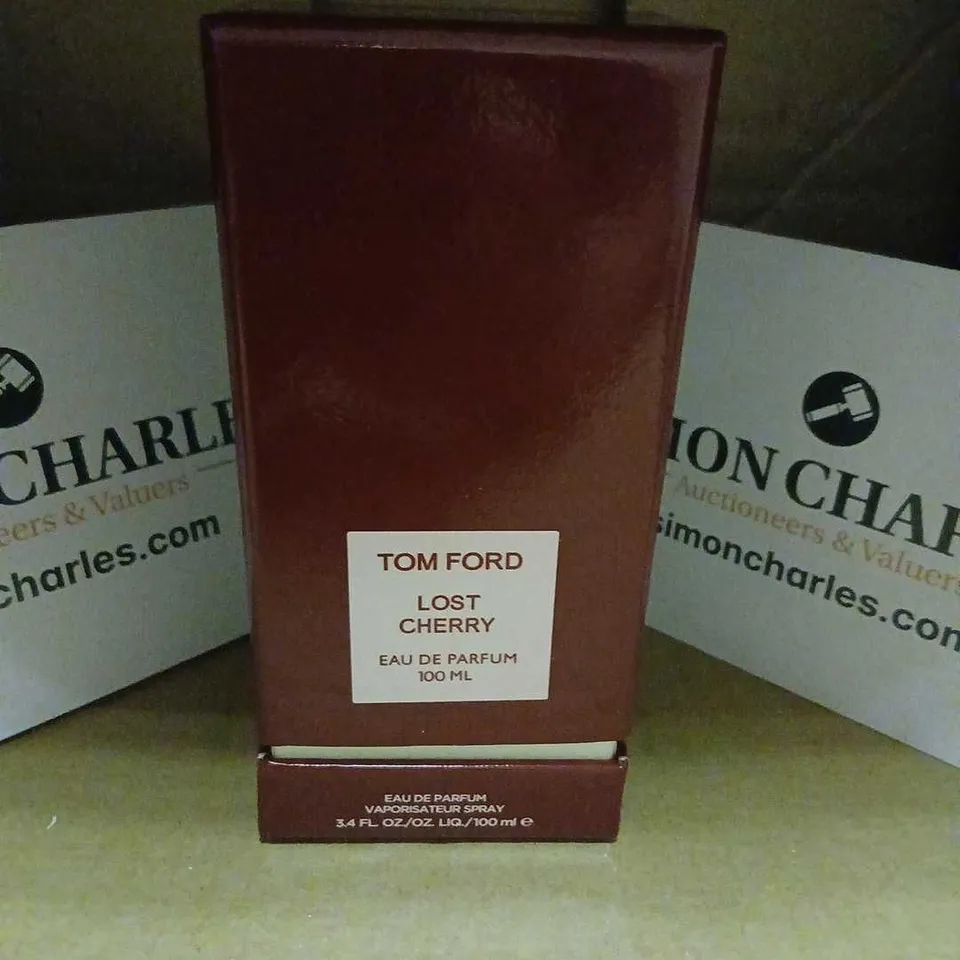 TOM FORD
LOST
CHERRY
EAU DE PARFUM
100 ML
EAU DE PARFUM
VAPORISATEUR SPRAY
3.4 FL. OZ./OZ. LIQ./100 ml ℮
CHARLE
eers & Valuers
charles.com
MON CHAR
Auctioneers & Valuers
simoncharles.com